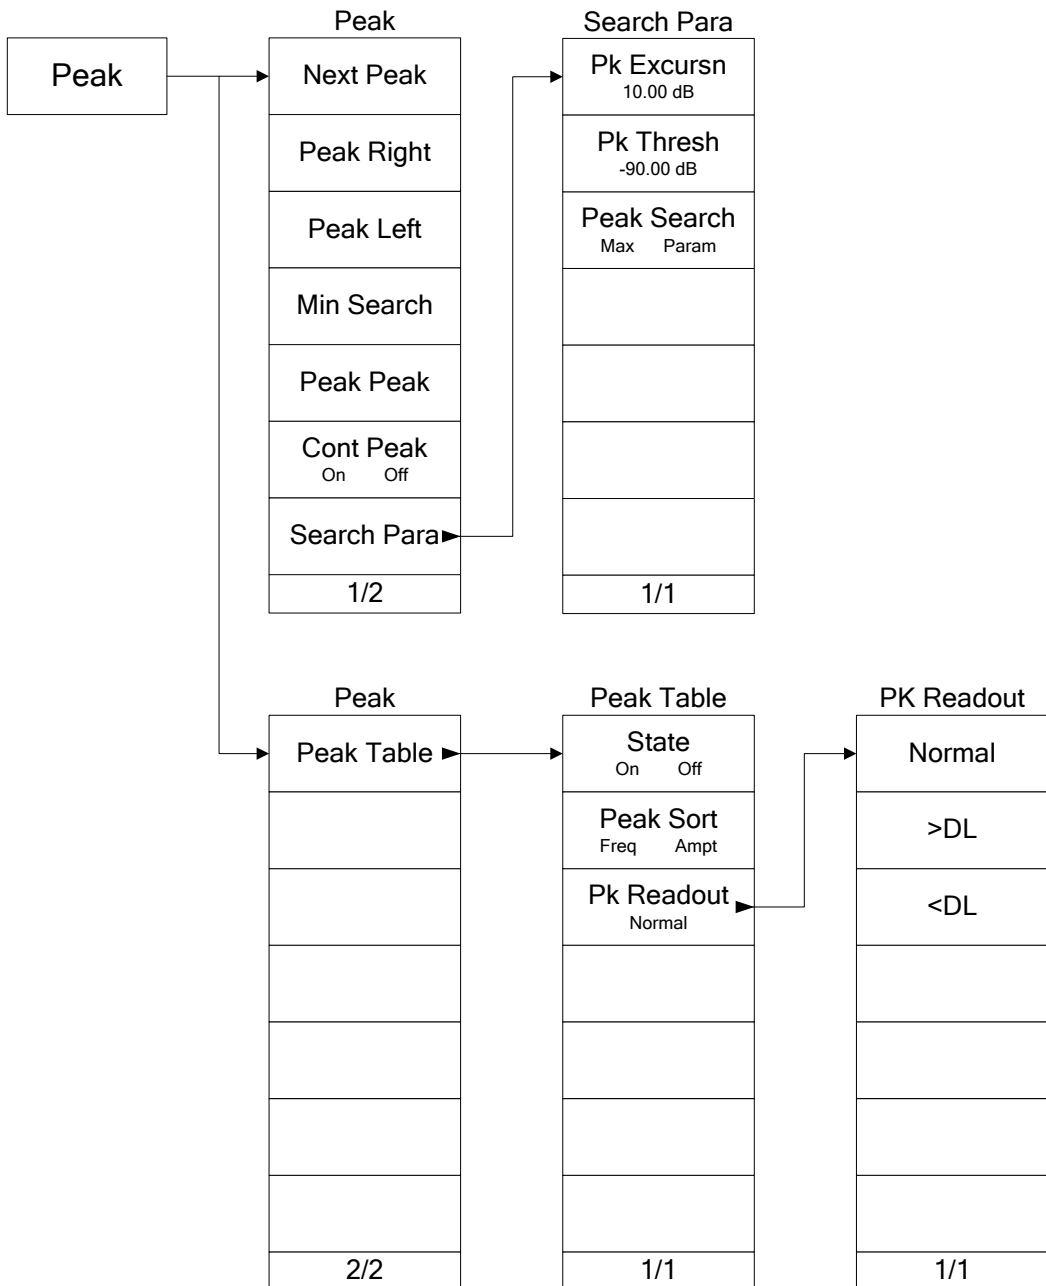 Peak
Peak
Next Peak
Peak Right
Peak Left
Min Search
Peak Peak
Cont Peak
On Off
Search Para
1/2
Search Para
Pk Excursn
10.00 dB
Pk Thresh
-90.00 dB
Peak Search
Max Param
1/1
Peak
Peak Table
2/2
Peak Table
State
On Off
Peak Sort
Freq Ampt
Pk Readout
Normal
1/1
PK Readout
Normal
>DL
<DL
1/1